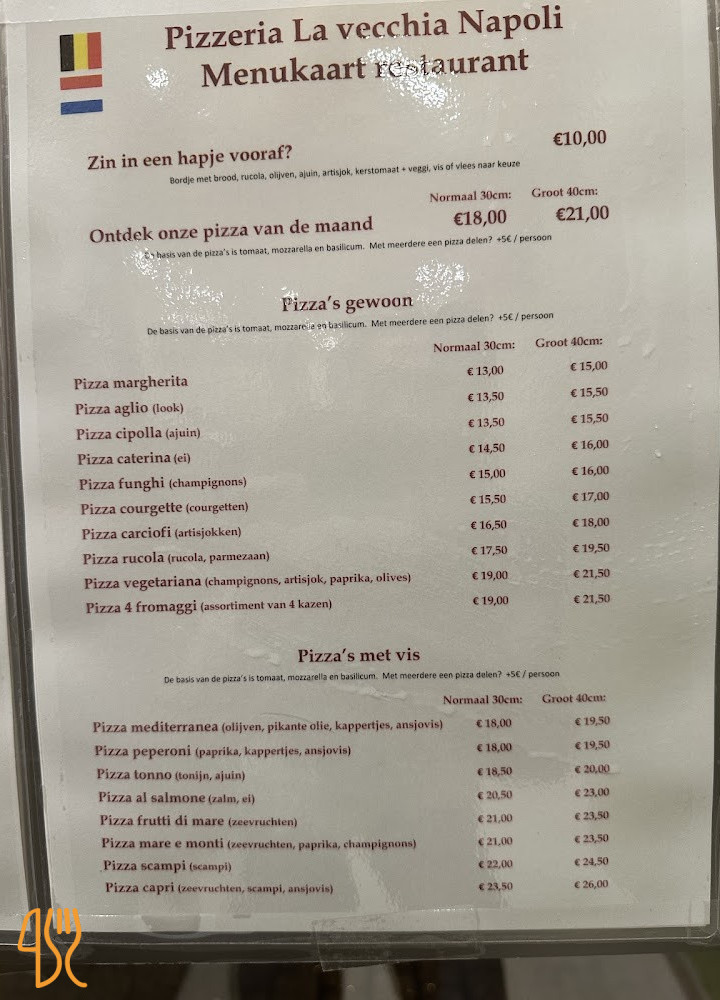 Pizzeria La vecchia Napoli
Menukaart restaurant
Zin in een hapje vooraf? €10,00
Bordje met brood, rucola, olijven, ajuin, artisjok, kerstomaat + veggi, vis of vlees naar keuze
Normaal 30cm: Groot 40cm:
Ontdek onze pizza van de maand €18,00 €21,00
De basis van de pizza's is tomaat, mozzarella en basilicum. Met meerdere een pizza delen? +5€ / persoon
Pizza's gewoon
De basis van de pizza's is tomaat, mozzarella en basilicum. Met meerdere een pizza delen? +5€ / persoon
Normaal 30cm: Groot 40cm:
Pizza margherita € 13,00 € 15,00
Pizza aglio (look) € 13,50 € 15,50
Pizza cipolla (ajuin) € 13,50 € 15,50
Pizza caterina (ei) € 14,50 € 16,00
Pizza funghi (champignons) € 15,00 € 16,00
Pizza courgette (courgetten) € 15,50 € 17,00
Pizza carciofi (artisjokken) € 16,50 € 18,00
Pizza rucola (rucola, parmezaan) € 17,50 € 19,50
Pizza vegetariana (champignons, artisjok, paprika, olives) € 19,00 € 21,50
Pizza 4 fromaggi (assortiment van 4 kazen) € 19,00 € 21,50
Pizza's met vis
De basis van de pizza's is tomaat, mozzarella en basilicum. Met meerdere een pizza delen? +5€ / persoon
Normaal 30cm: Groot 40cm:
Pizza mediterranea (olijven, pikante olie, kappertjes, ansjovis) € 18,00 € 19,50
Pizza peperoni (paprika, kappertjes, ansjovis) € 18,00 € 19,50
Pizza tonno (tonijn, ajuin) € 18,50 € 20,00
Pizza al salmone (zalm, ei) € 20,50 € 23,00
Pizza frutti di mare (zeevruchten) € 21,00 € 23,50
Pizza mare e monti (zeevruchten, paprika, champignons) € 21,00 € 23,50
Pizza scampi (scampi) € 22,00 € 24,50
Pizza capri (zeevruchten, scampi, ansjovis) € 23,50 € 26,00